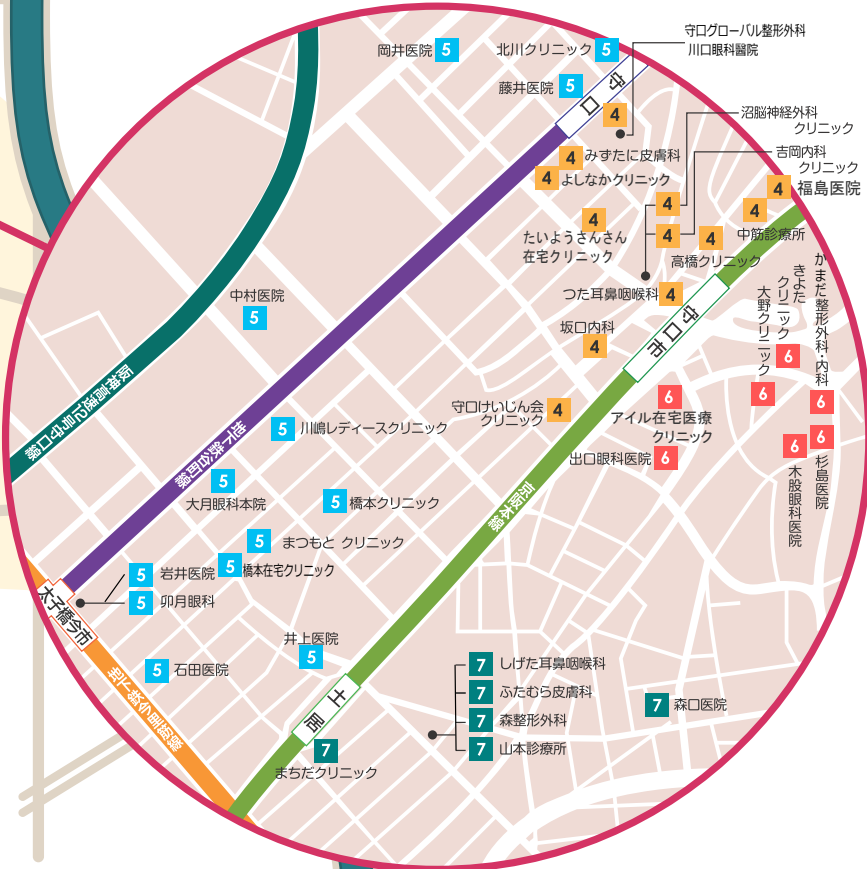 守口グローバル整形外科
川口眼科醫院
岡井医院 5
北川クリニック 5
藤井医院 5
守口
4
沼脳神経外科
クリニック
吉岡内科
クリニック
4 みずたに皮膚科
4 よしなかクリニック
4 福島医院
4
4
中筋診療所
4
たいようさんさん
在宅クリニック
4
4
高橋クリニック
つた耳鼻咽喉科 4
守口市
かまだ整形外科・内科
きよた
クリニック
大野クリニック
6
6
6
中村医院
5
坂口内科
4
阪神高速12号守口線
地下鉄谷町線
守口けいじん会
クリニック
4
6
アイル在宅医療
クリニック
出口眼科医院 6
6
杉島医院
6
木股眼科医院
5 川嶋レディースクリニック
5
大月眼科本院
5 橋本クリニック
京阪本線
5 まつもと クリニック
5 橋本在宅クリニック
5 岩井医院
5 卯月眼科
太子橋今市
5 石田医院
地下鉄今里筋線
井上医院
5
土居
7
まちだクリニック
7 しげた耳鼻咽喉科
7 ふたむら皮膚科
7 森整形外科
7 山本診療所
7 森口医院